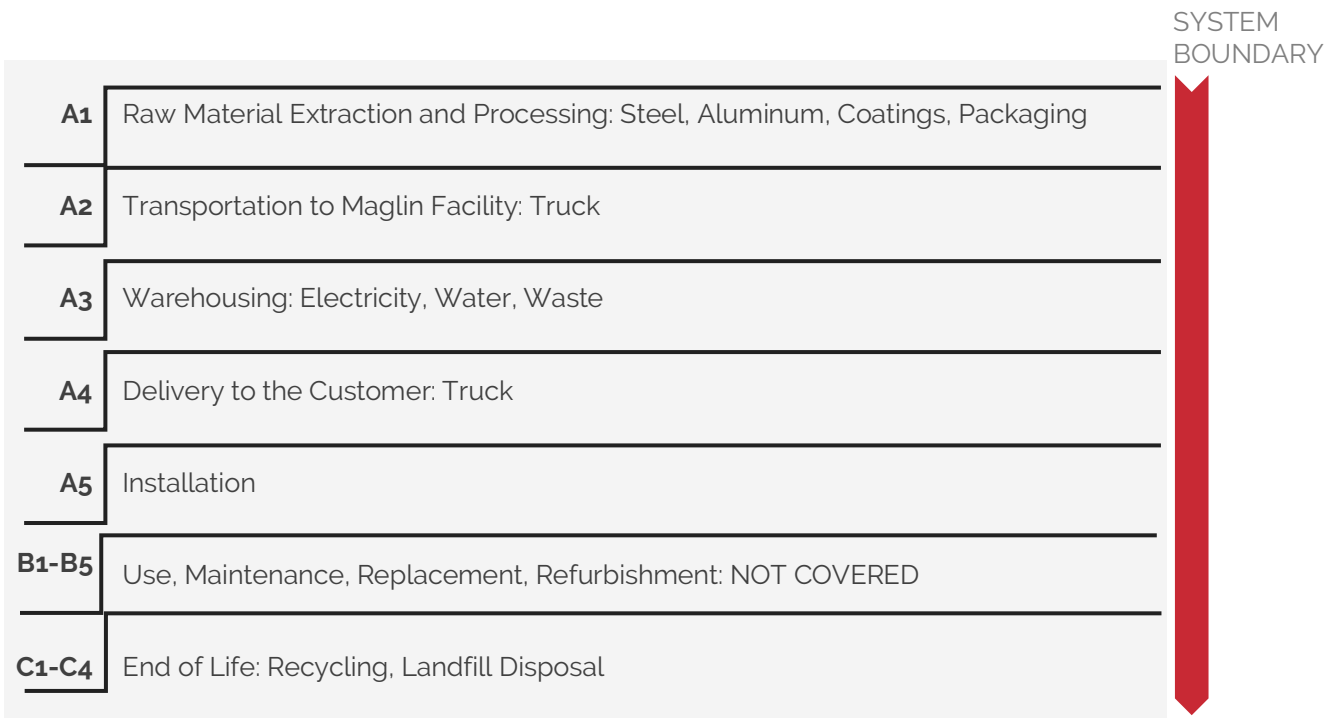 SYSTEM
BOUNDARY
A1 Raw Material Extraction and Processing: Steel, Aluminum, Coatings, Packaging
A2 Transportation to Maglin Facility: Truck
A3 Warehousing: Electricity, Water, Waste
A4 Delivery to the Customer: Truck
A5 Installation
B1-B5 Use, Maintenance, Replacement, Refurbishment: NOT COVERED
C1-C4 End of Life: Recycling, Landfill Disposal